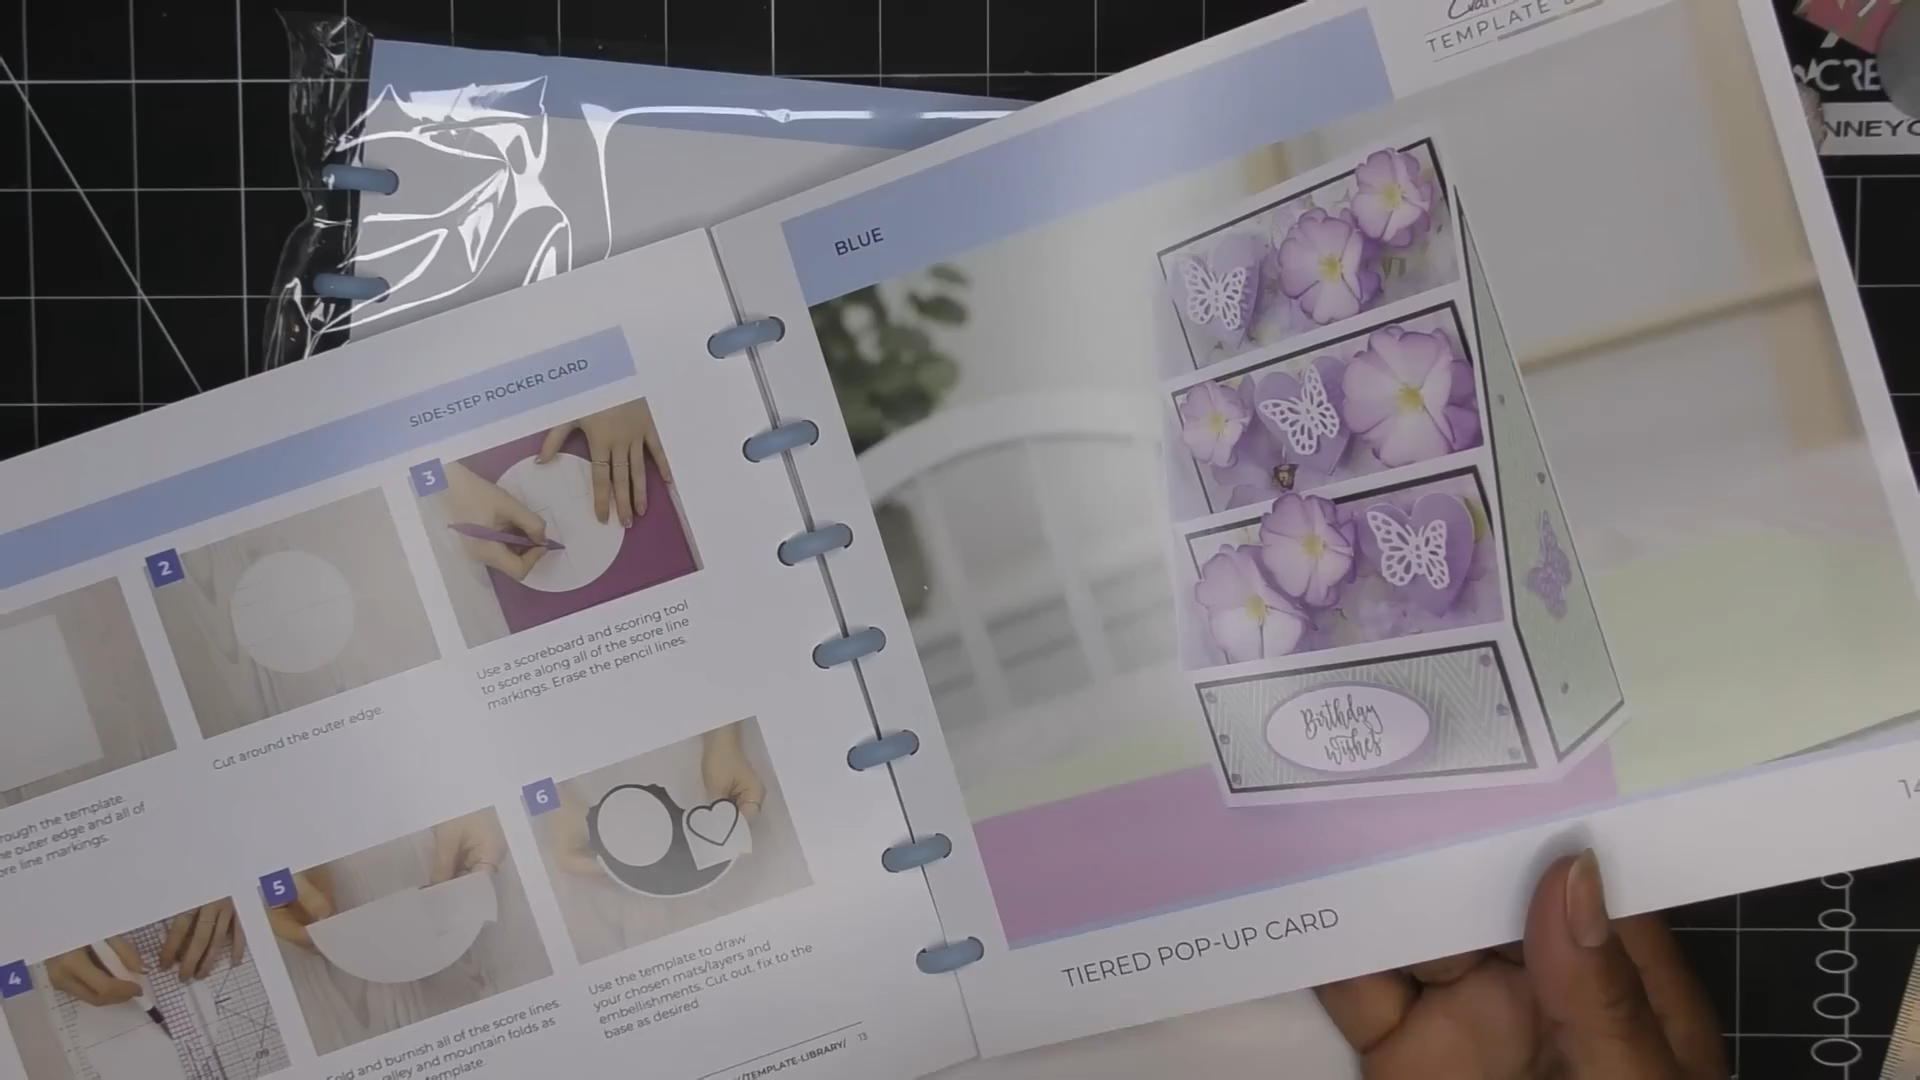 SIDE-STEP ROCKER CARD
rough the template.
he outer edge and all of
ore line markings.
2
Cut around the outer edge.
3
Use a scoreboard and scoring tool
to score along all of the score line
markings. Erase the pencil lines.
4
5
Fold and burnish all of the score lines.
valley and mountain folds as
template.
6
Use the template to draw
your chosen mats/layers and
embellishments. Cut out, fix to the
base as desired
/TEMPLATE-LIBRARY/ 13
TEMPLATE
BLUE
Birthday
Wishes
TIERED POP-UP CARD
14
CRE
NNEYC